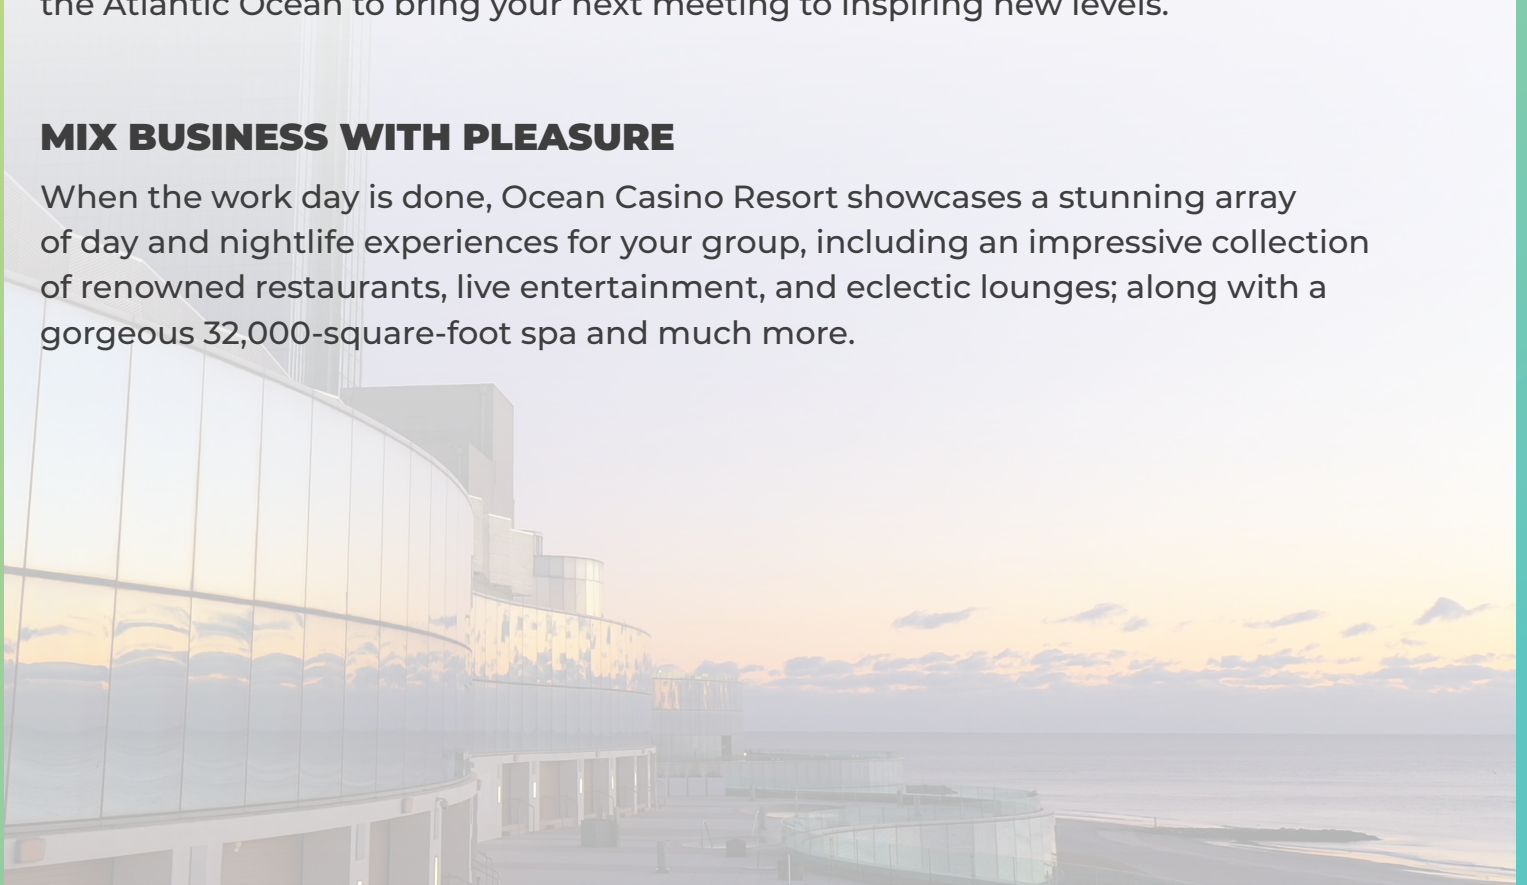 the Atlantic Ocean to bring your next meeting to inspiring new levels.
MIX BUSINESS WITH PLEASURE
When the work day is done, Ocean Casino Resort showcases a stunning array
of day and nightlife experiences for your group, including an impressive collection
of renowned restaurants, live entertainment, and eclectic lounges; along with a
gorgeous 32,000-square-foot spa and much more.